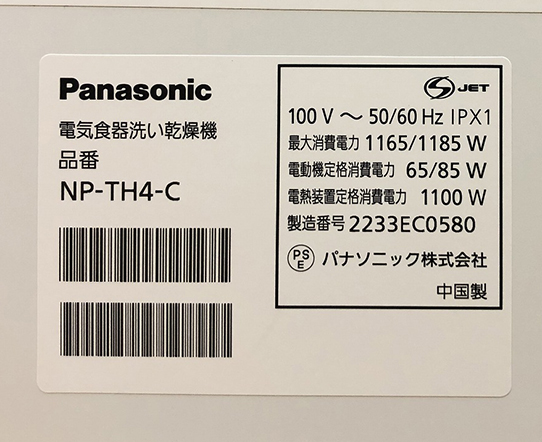 Panasonic
電気食器洗い乾燥機
品番
NP-TH4-C
S JET
100 V ～ 50/60 Hz IPX1
最大消費電力 1165/1185 W
電動機定格消費電力 65/85 W
電熱装置定格消費電力 1100 W
製造番号 2233EC0580
PS E パナソニック株式会社
中国製